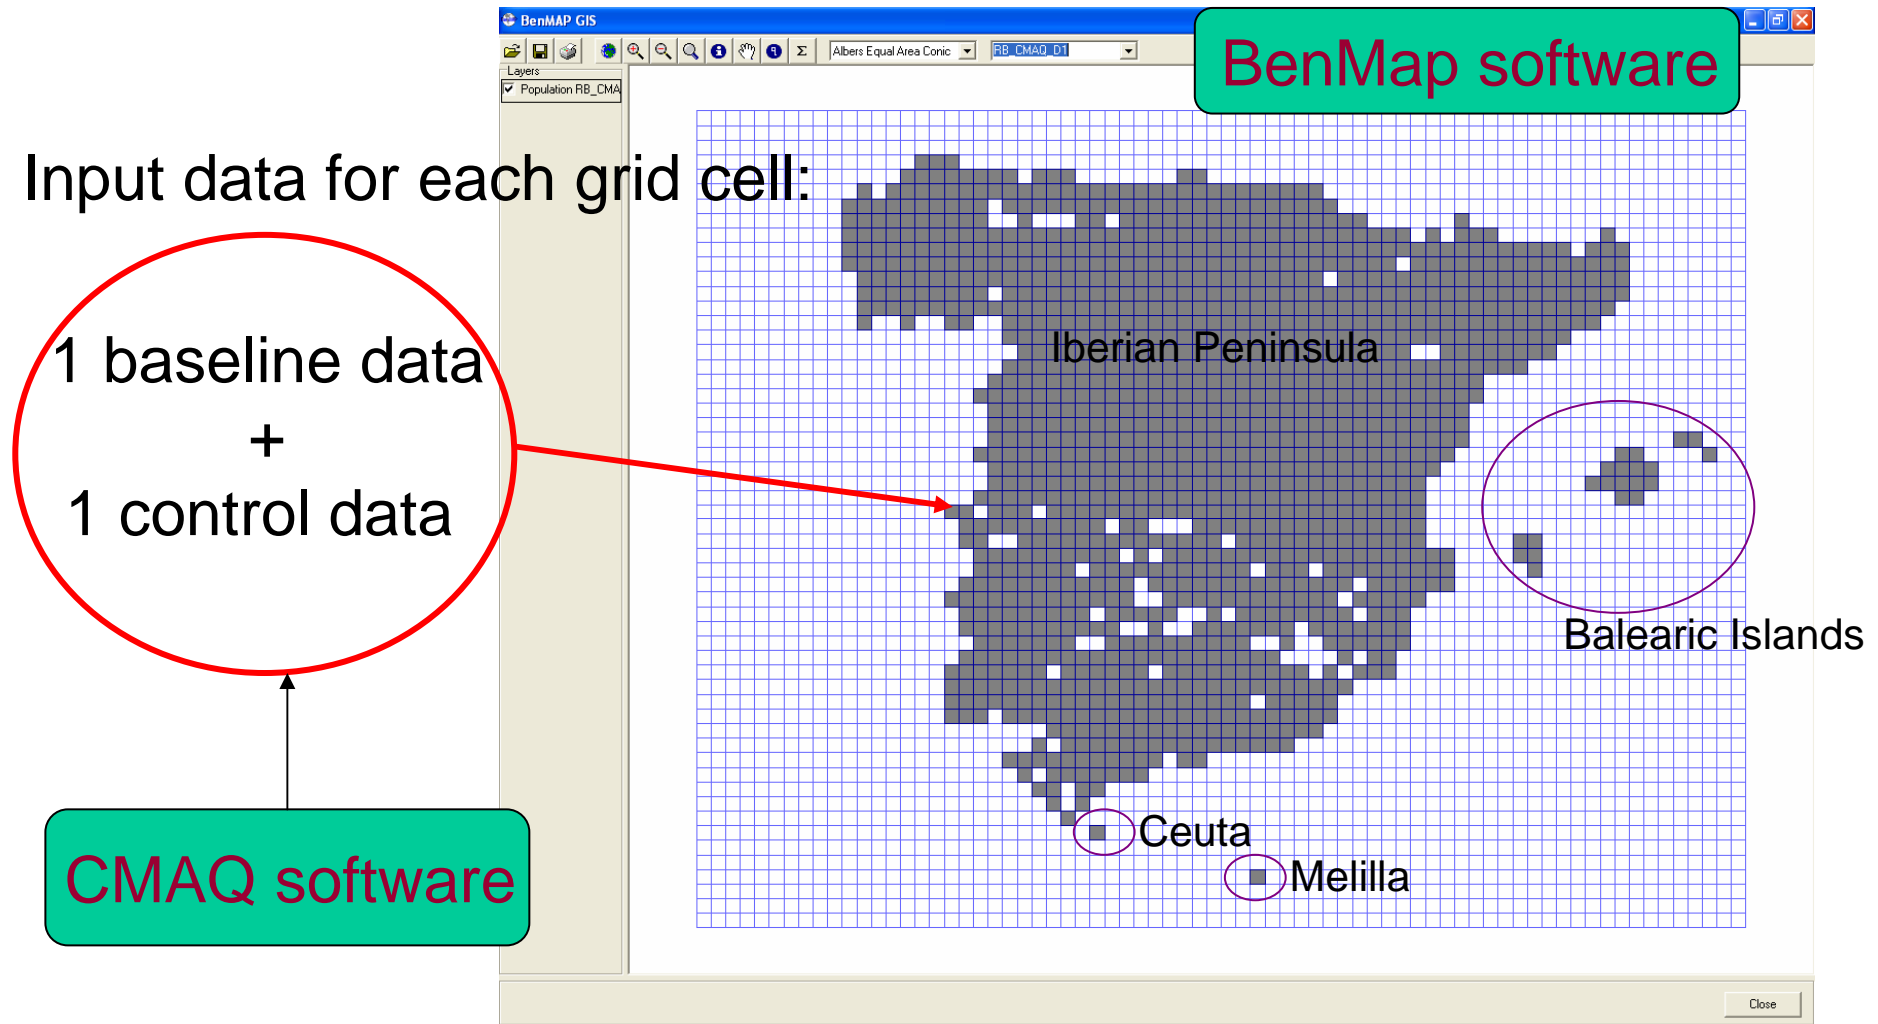 BenMAP GIS
BenMap software
Albers Equal Area Conic
RB_CMAQ_D1
Layers
Population RB_CMA
Input data for each grid cell:
1 baseline data
+
1 control data
Iberian Peninsula
Balearic Islands
Ceuta
Melilla
CMAQ software
Close